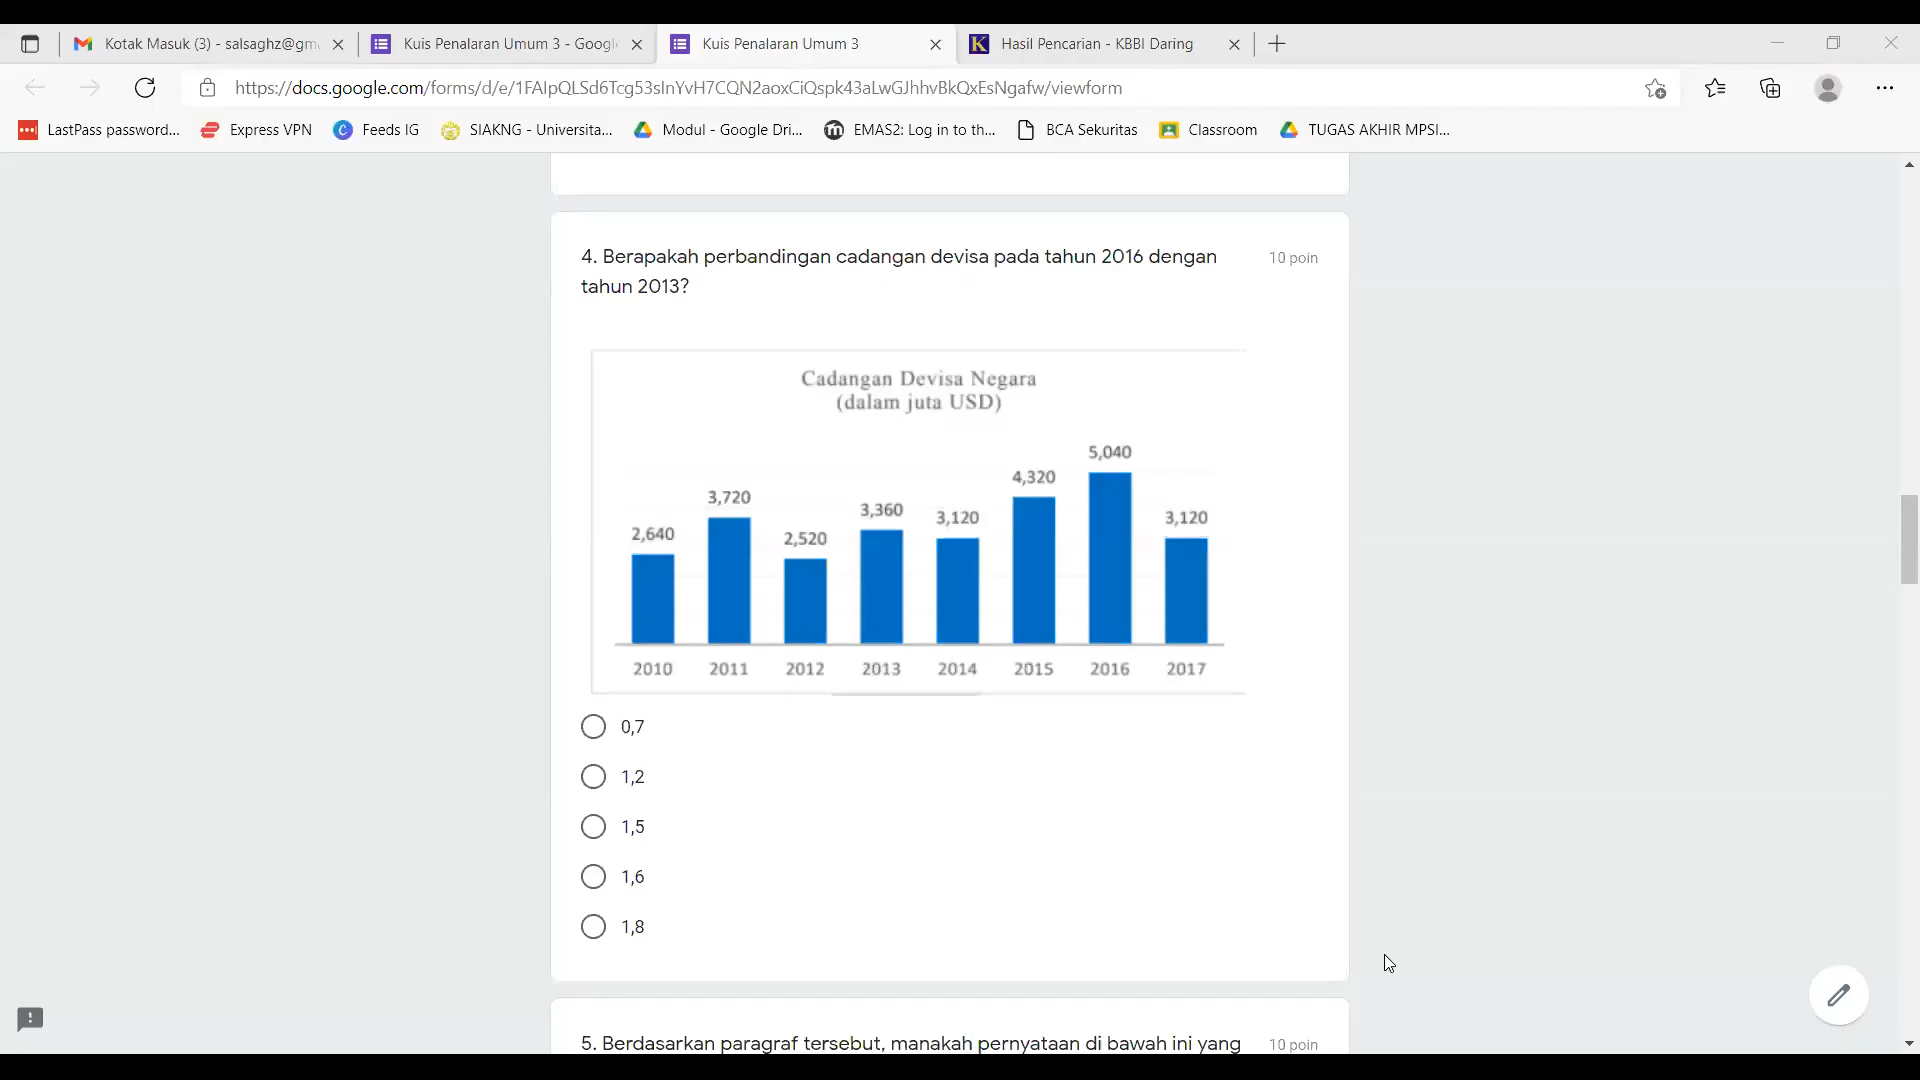 Kotak Masuk (3) - salsaghz@gm
Kuis Penalaran Umum 3 - Googl
Kuis Penalaran Umum 3
K
Hasil Pencarian - KBBI Daring
https://docs.google.com/forms/d/e/1FAIpQLSd6Tcg53sInYvH7CQN2aoxCiQspk43aLwGJhhvBkQxEsNgafw/viewform
LastPass password...
Express VPN
C
Feeds IG
SIAKNG - Universita...
Modul - Google Dri...
m
EMAS2: Log in to th...
BCA Sekuritas
Classroom
TUGAS AKHIR MPSI...
4. Berapakah perbandingan cadangan devisa pada tahun 2016 dengan
tahun 2013?
10 poin
Cadangan Devisa Negara
(dalam juta USD)
2,640
3,720
2,520
3,360
3,120
4,320
5,040
3,120
2010
2011
2012
2013
2014
2015
2016
2017
0,7
1,2
1,5
1,6
1,8
5. Berdasarkan paragraf tersebut, manakah pernyataan di bawah ini yang
10 poin